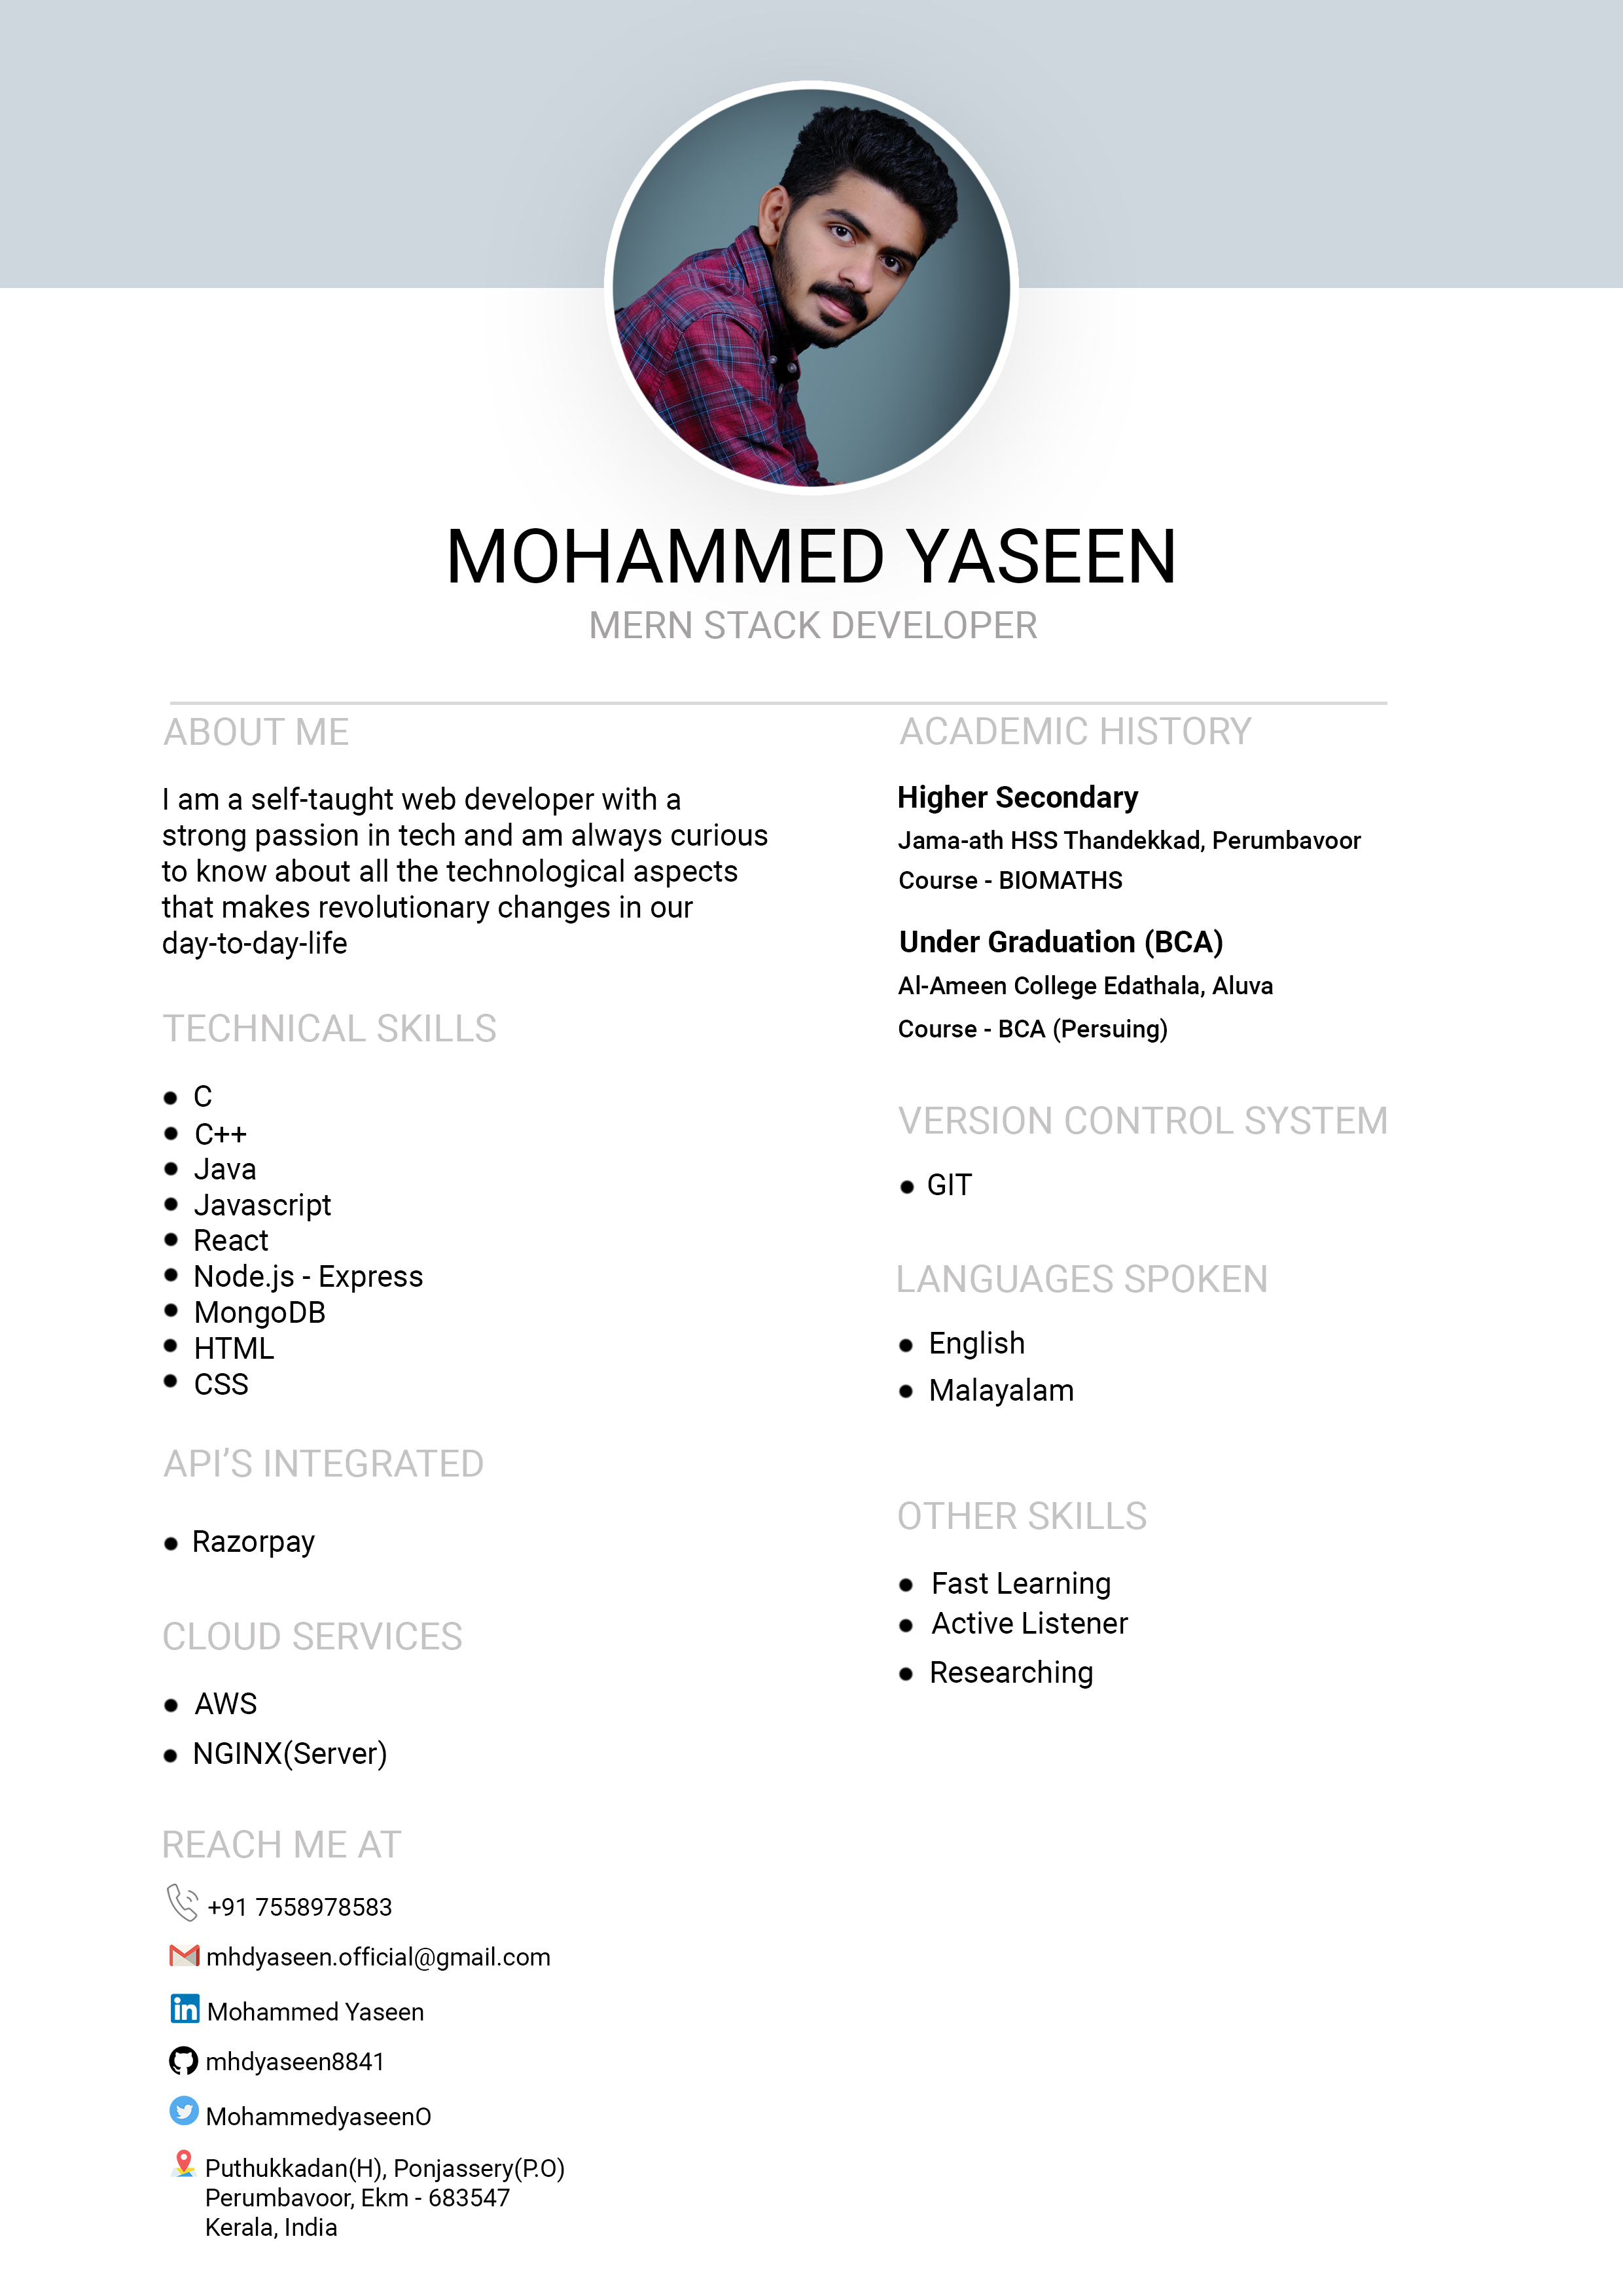 MOHAMMED YASEEN
MERN STACK DEVELOPER
ABOUT ME
I am a self-taught web developer with a
strong passion in tech and am always curious
to know about all the technological aspects
that makes revolutionary changes in our
day-to-day-life
TECHNICAL SKILLS
C
C++
Java
Javascript
React
Node.js - Express
MongoDB
HTML
CSS
API’S INTEGRATED
Razorpay
CLOUD SERVICES
AWS
NGINX(Server)
REACH ME AT
+91 7558978583
mhdyaseen.official@gmail.com
in Mohammed Yaseen
mhdyaseen8841
MohammedyaseenO
Puthukkadan(H), Ponjassery(P.O)
Perumbavoor, Ekm - 683547
Kerala, India
ACADEMIC HISTORY
Higher Secondary
Jama-ath HSS Thandekkad, Perumbavoor
Course - BIOMATHS
Under Graduation (BCA)
Al-Ameen College Edathala, Aluva
Course - BCA (Persuing)
VERSION CONTROL SYSTEM
GIT
LANGUAGES SPOKEN
English
Malayalam
OTHER SKILLS
Fast Learning
Active Listener
Researching